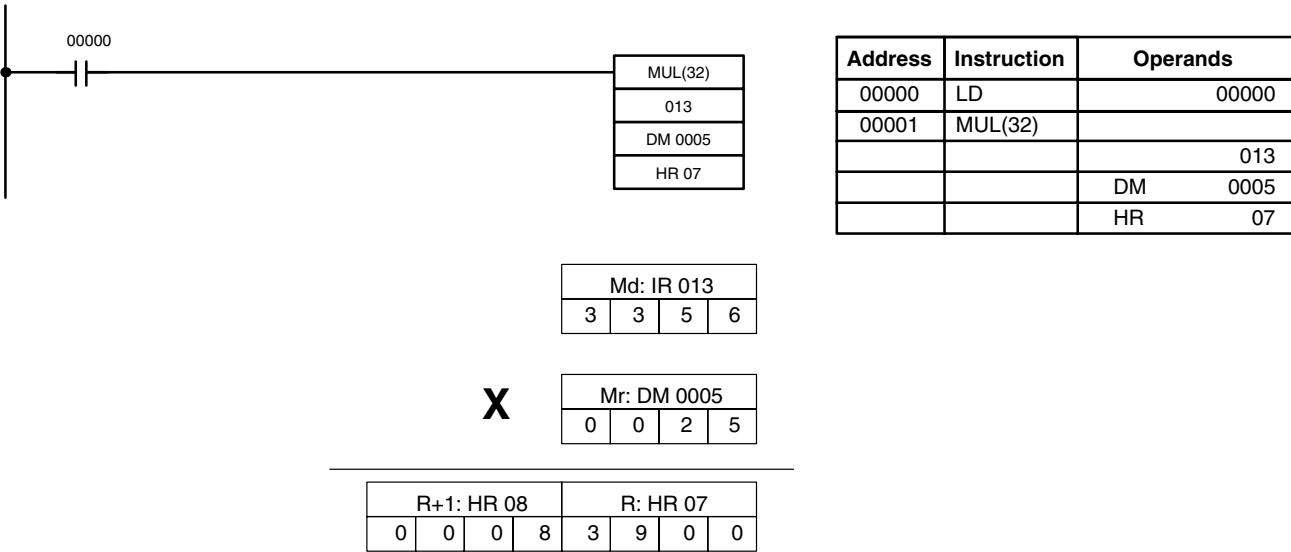 00000
MUL(32)
013
DM 0005
HR 07
Address Instruction Operands
00000 LD 00000
00001 MUL(32)
013
DM 0005
HR 07
Md: IR 013
3 3 5 6
X
Mr: DM 0005
0 0 2 5
R+1: HR 08 R: HR 07
0 0 0 8 3 9 0 0